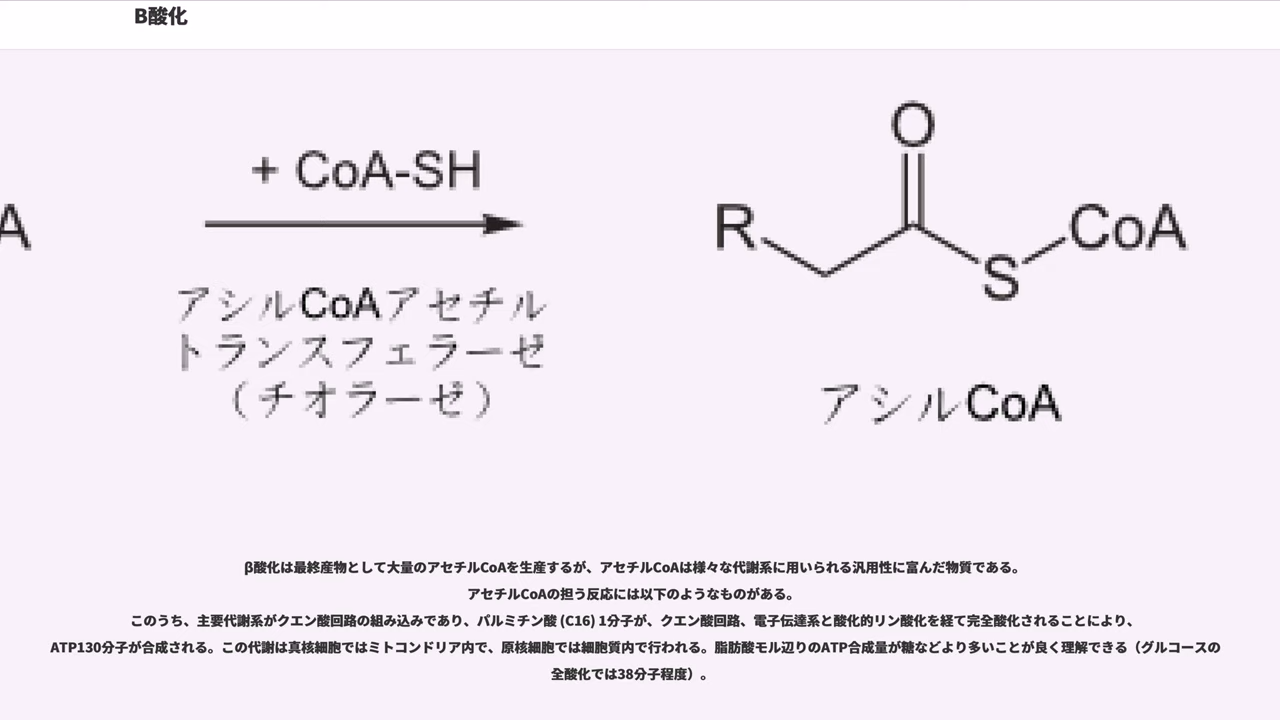 B酸化
O
+ CoA-SH
A
R
CoA
S
アシルCoAアセチル
トランスフェラーゼ
（チオラーゼ）
アシルCoA
β酸化は最終産物として大量のアセチルCoAを生産するが、アセチルCoAは様々な代謝系に用いられる汎用性に富んだ物質である。
アセチルCoAの担う反応には以下のようなものがある。
このうち、主要代謝系がクエン酸回路の組み込みであり、パルミチン酸 (C16) 1分子が、クエン酸回路、電子伝達系と酸化的リン酸化を経て完全酸化されることにより、
ATP130分子が合成される。この代謝は真核細胞ではミトコンドリア内で、原核細胞では細胞質内で行われる。脂肪酸モル辺りのATP合成量が糖などより多いことが良く理解できる（グルコースの
全酸化では38分子程度）。